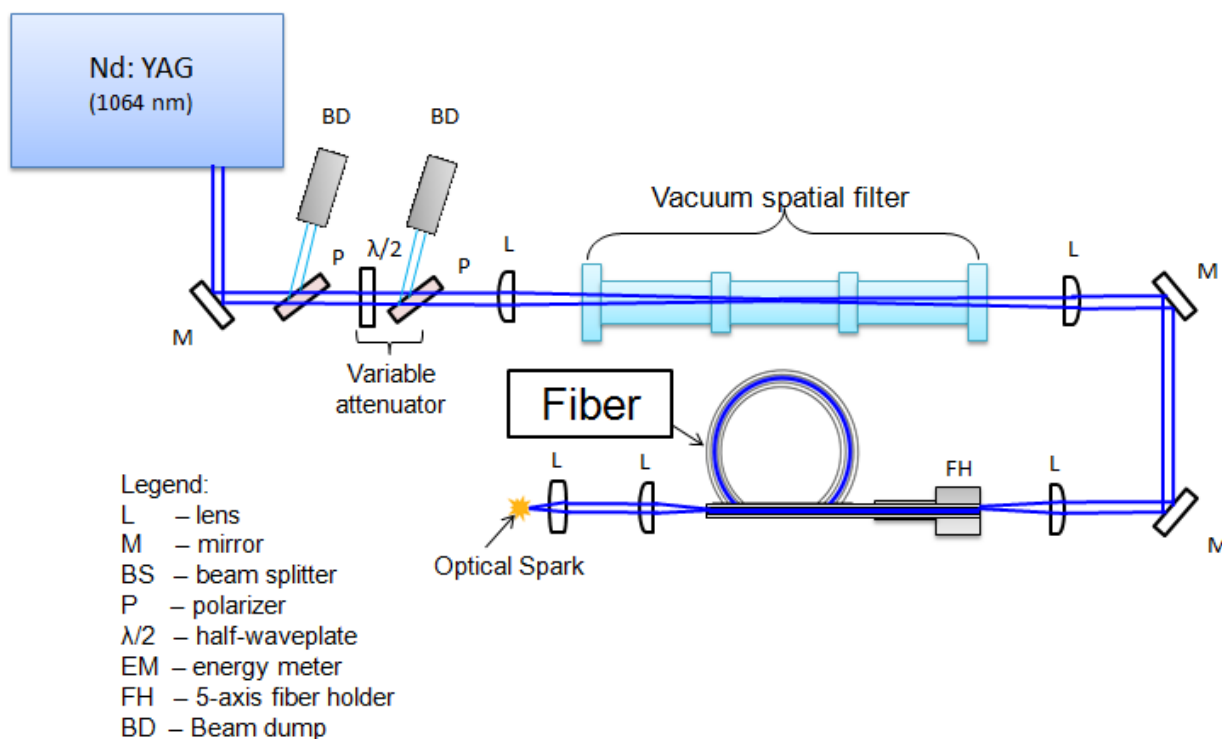 Nd: YAG
(1064 nm)
BD
BD
Vacuum spatial filter
P
λ/2
P
L
L
M
M
Variable
attenuator
Fiber
L
L
FH
L
M
Optical Spark
Legend:
L – lens
M – mirror
BS – beam splitter
P – polarizer
λ/2 – half-waveplate
EM – energy meter
FH – 5-axis fiber holder
BD – Beam dump